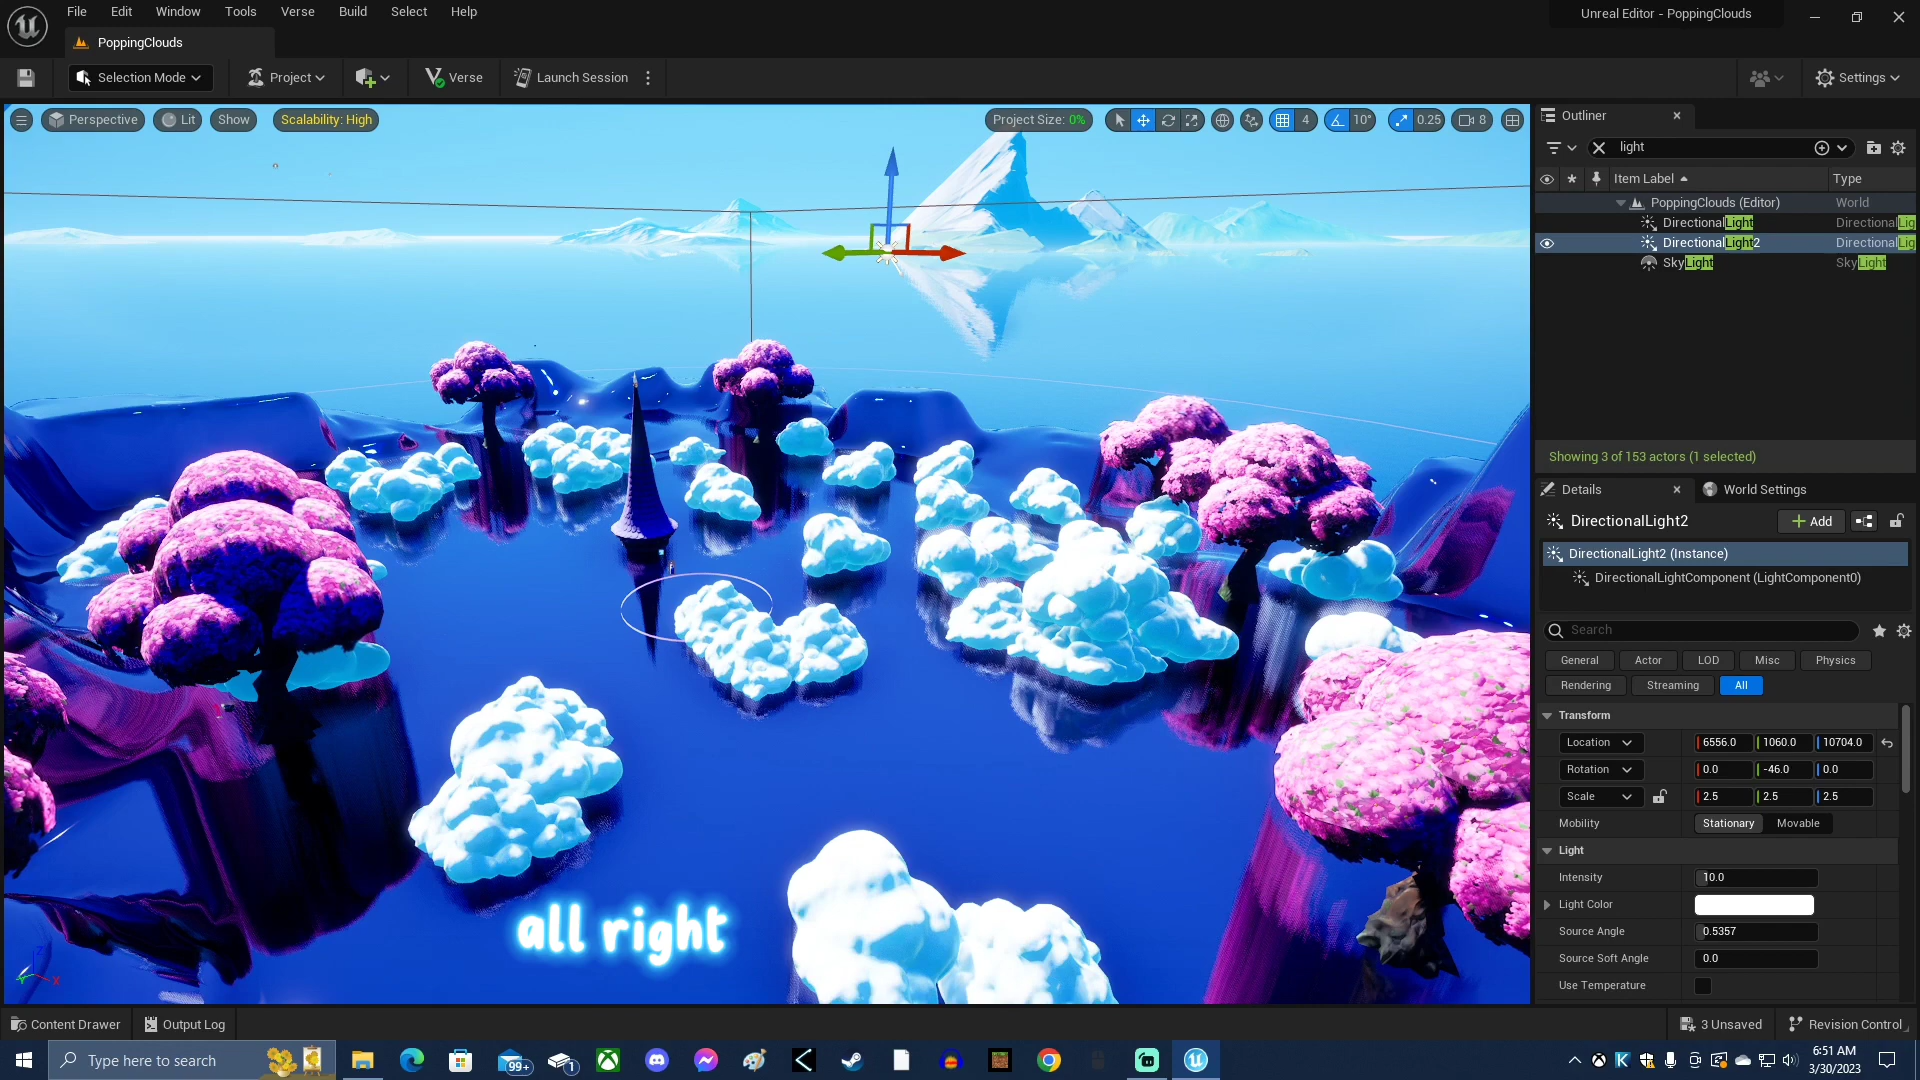 File Edit Window Tools Verse Build Select Help
Unreal Editor - PoppingClouds
PoppingClouds
Selection Mode
Project
Verse
Launch Session
Settings
Perspective
Lit
Show
Scalability: High
Project Size: 0%
4
10°
0.25
8
Outliner
light
Item Label
Type
PoppingClouds (Editor) World
DirectionalLight DirectionalLig
DirectionalLight2 DirectionalLig
SkyLight SkyLight
Showing 3 of 153 actors (1 selected)
Details
World Settings
DirectionalLight2
Add
DirectionalLight2 (Instance)
DirectionalLightComponent (LightComponent0)
Search
General Actor LOD Misc Physics
Rendering Streaming All
Transform
Location 6556.0 1060.0 10704.0
Rotation 0.0 -46.0 0.0
Scale 2.5 2.5 2.5
Mobility Stationary Movable
Light
Intensity 10.0
Light Color
Source Angle 0.5357
Source Soft Angle 0.0
Use Temperature
all right
Z
Y
X
Content Drawer
Output Log
3 Unsaved
Revision Control
Type here to search
99+
1
6:51 AM
3/30/2023